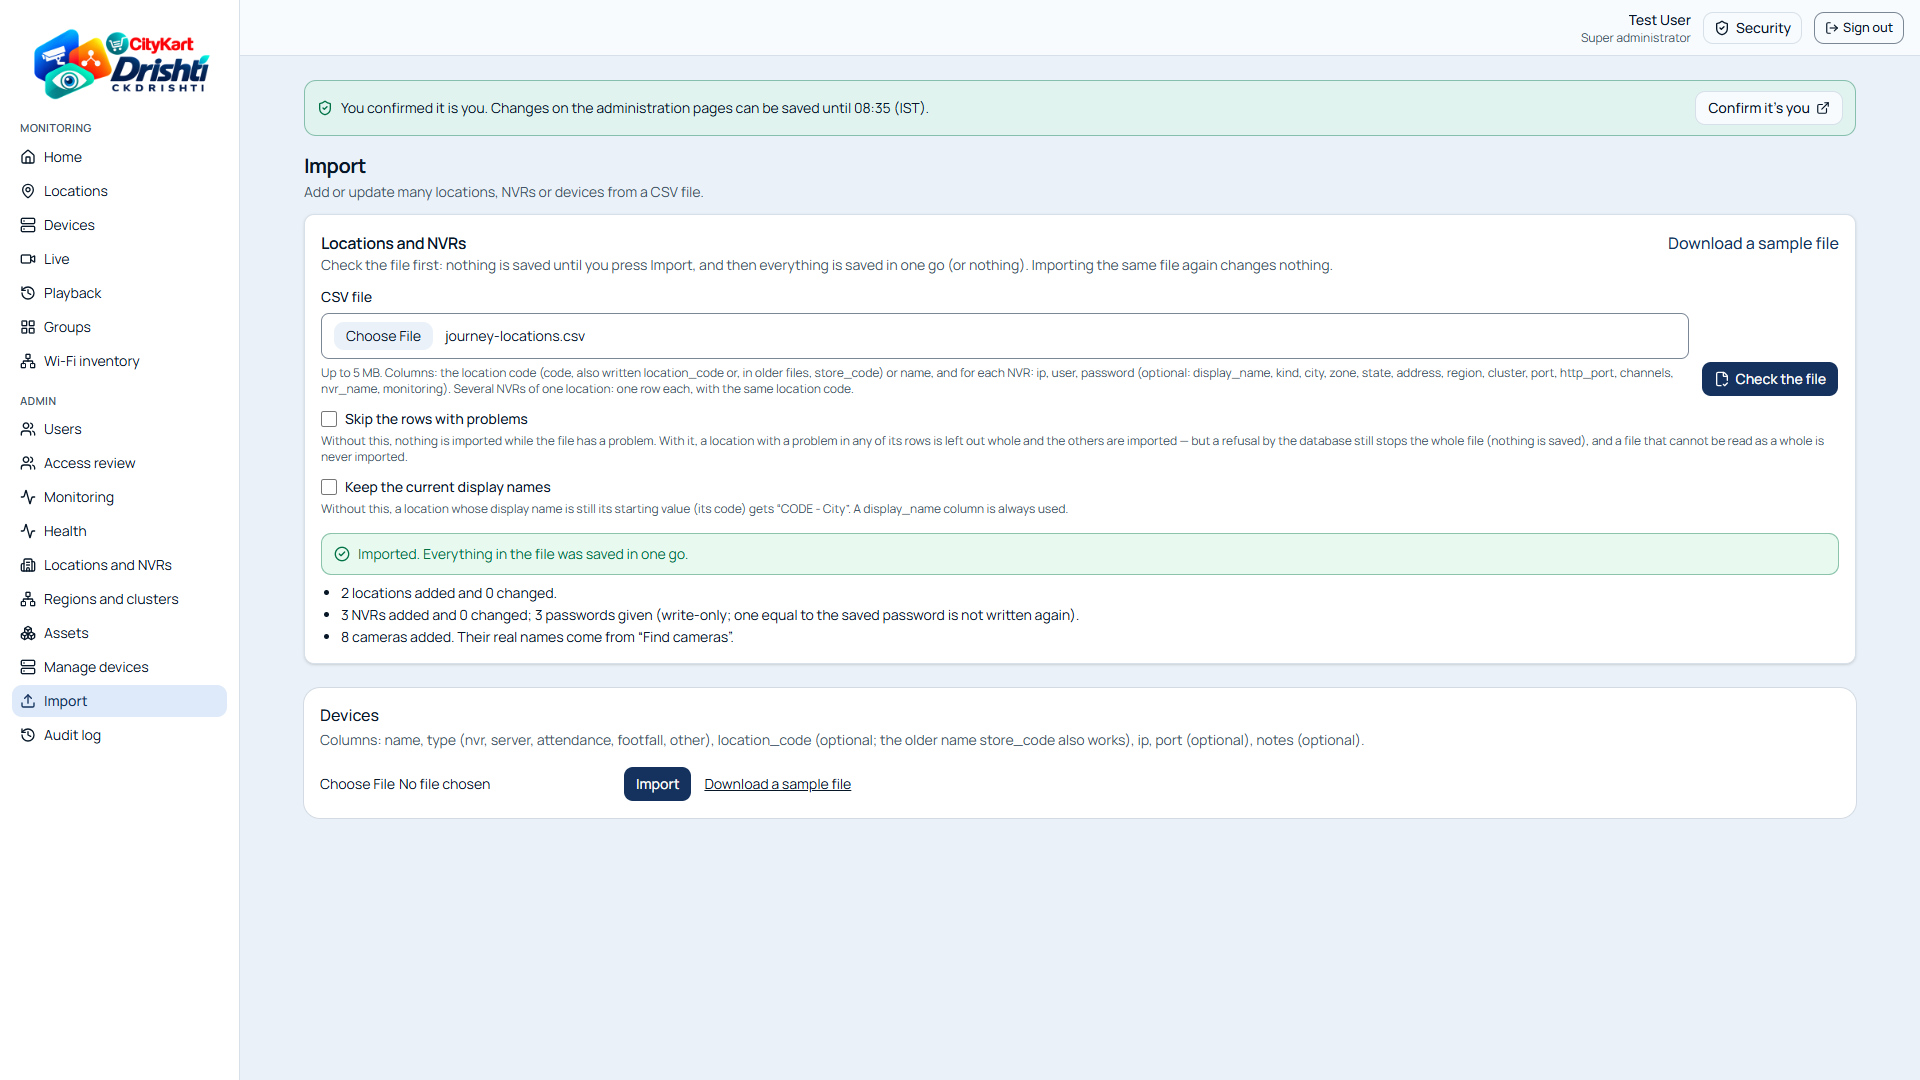 CityKart
Drishti
CKDRISHTI
MONITORING
Home
Locations
Devices
Live
Playback
Groups
Wi-Fi inventory
ADMIN
Users
Access review
Monitoring
Health
Locations and NVRs
Regions and clusters
Assets
Manage devices
Import
Audit log
Test User
Super administrator
Security
Sign out
You confirmed it is you. Changes on the administration pages can be saved until 08:35 (IST).
Confirm it's you
Import
Add or update many locations, NVRs or devices from a CSV file.
Locations and NVRs
Download a sample file
Check the file first: nothing is saved until you press Import, and then everything is saved in one go (or nothing). Importing the same file again changes nothing.
CSV file
Choose File journey-locations.csv
Up to 5 MB. Columns: the location code (code, also written location_code or, in older files, store_code) or name, and for each NVR: ip, user, password (optional: display_name, kind, city, zone, state, address, region, cluster, port, http_port, channels,
nvr_name, monitoring). Several NVRs of one location: one row each, with the same location code.
Check the file
Skip the rows with problems
Without this, nothing is imported while the file has a problem. With it, a location with a problem in any of its rows is left out whole and the others are imported — but a refusal by the database still stops the whole file (nothing is saved), and a file that cannot be read as a whole is
never imported.
Keep the current display names
Without this, a location whose display name is still its starting value (its code) gets “CODE - City”. A display_name column is always used.
Imported. Everything in the file was saved in one go.
• 2 locations added and 0 changed.
• 3 NVRs added and 0 changed; 3 passwords given (write-only; one equal to the saved password is not written again).
• 8 cameras added. Their real names come from “Find cameras”.
Devices
Columns: name, type (nvr, server, attendance, footfall, other), location_code (optional; the older name store_code also works), ip, port (optional), notes (optional).
Choose File No file chosen
Import
Download a sample file